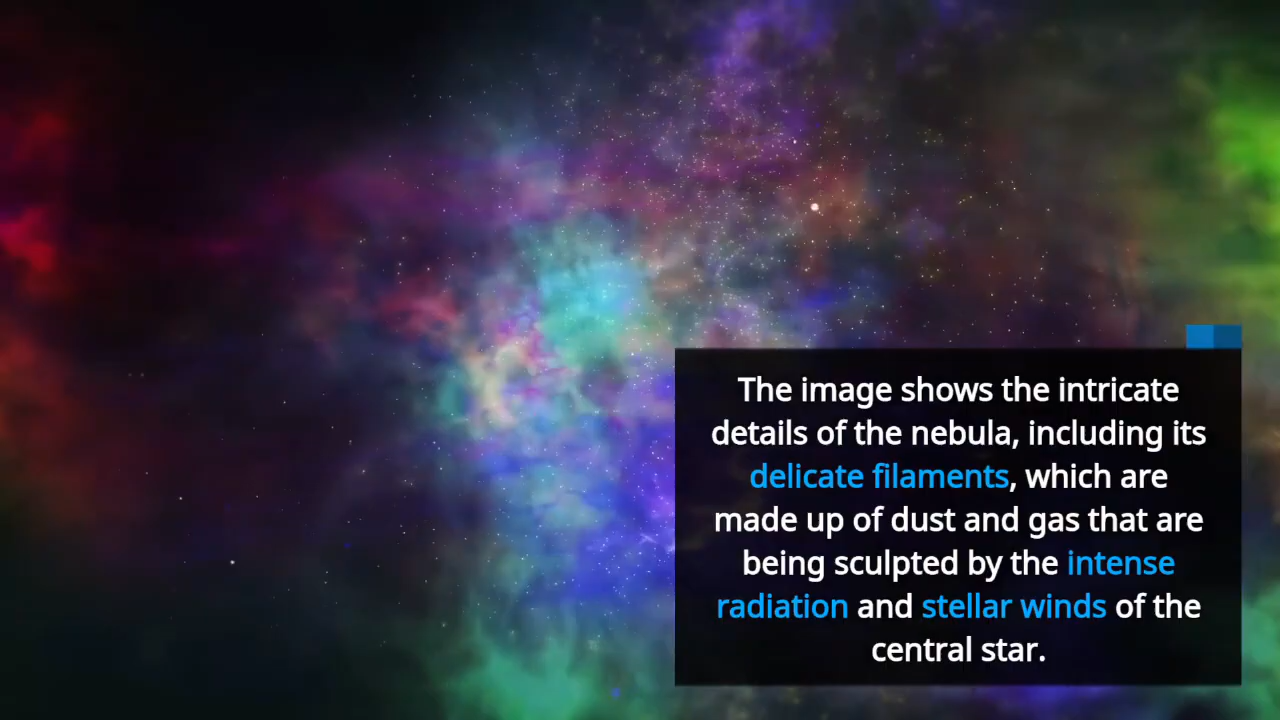 The image shows the intricate
details of the nebula, including its
delicate filaments, which are
made up of dust and gas that are
being sculpted by the intense
radiation and stellar winds of the
central star.